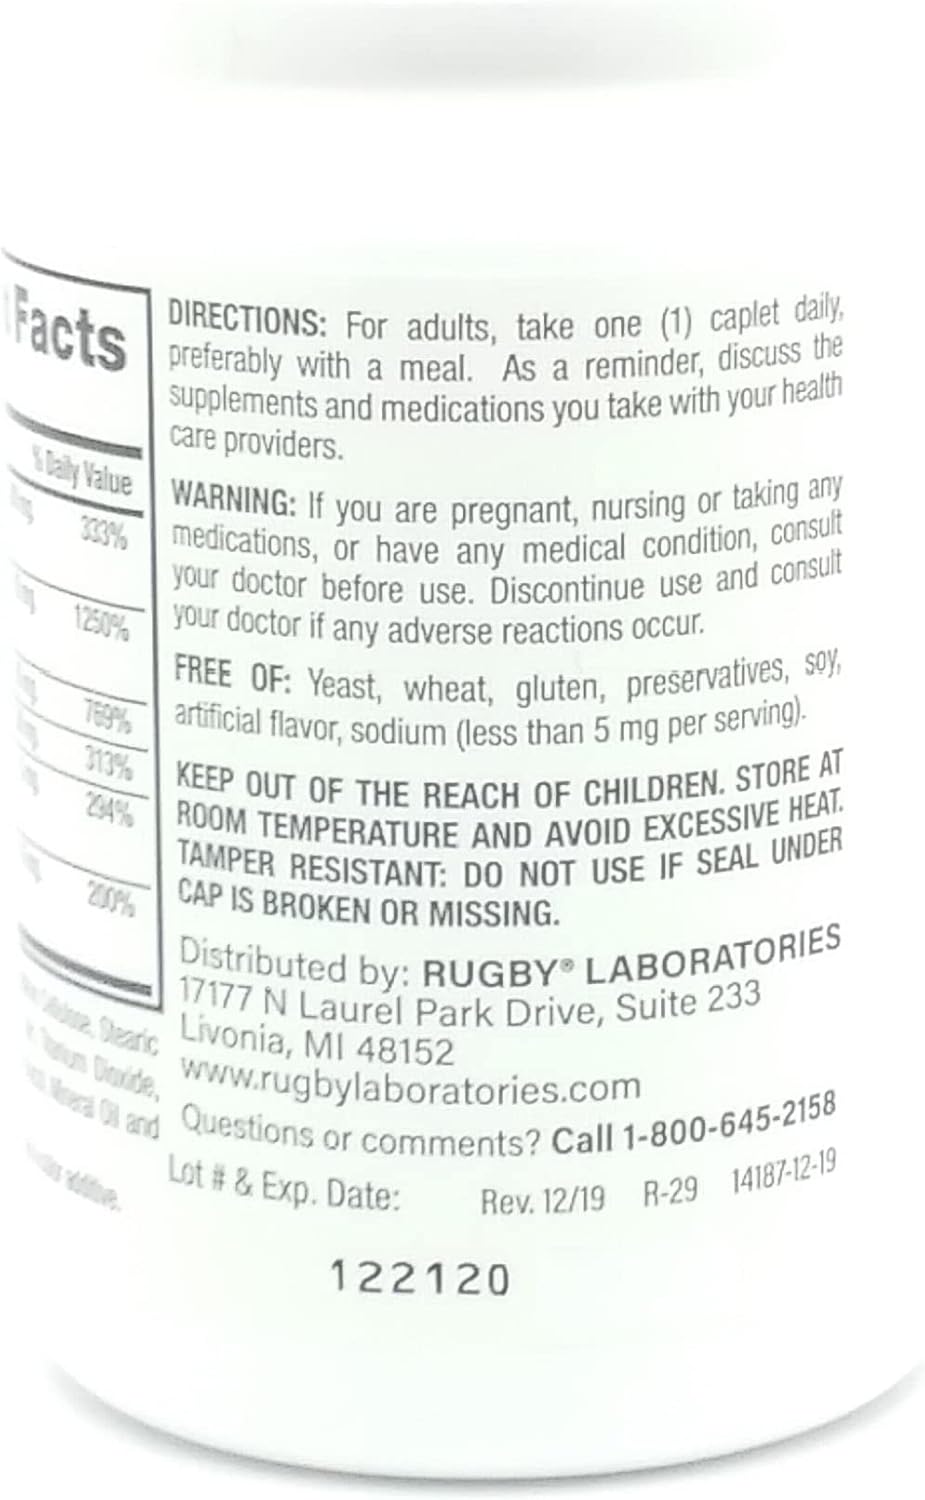 Facts
% Daily Value
333%
1250%
769%
313%
294%
200%
Stearic
Dioxide,
Mineral Oil and
additive.
DIRECTIONS: For adults, take one (1) caplet daily,
preferably with a meal. As a reminder, discuss the
supplements and medications you take with your health
care providers.
WARNING: If you are pregnant, nursing or taking any
medications, or have any medical condition, consult
your doctor before use. Discontinue use and consult
your doctor if any adverse reactions occur.
FREE OF: Yeast, wheat, gluten, preservatives, soy,
artificial flavor, sodium (less than 5 mg per serving).
KEEP OUT OF THE REACH OF CHILDREN. STORE AT
ROOM TEMPERATURE AND AVOID EXCESSIVE HEAT.
TAMPER RESISTANT: DO NOT USE IF SEAL UNDER
CAP IS BROKEN OR MISSING.
Distributed by: RUGBY® LABORATORIES
17177 N Laurel Park Drive, Suite 233
Livonia, MI 48152
www.rugbylaboratories.com
Questions or comments? Call 1-800-645-2158
Lot # & Exp. Date: Rev. 12/19 R-29 14187-12-19
122120